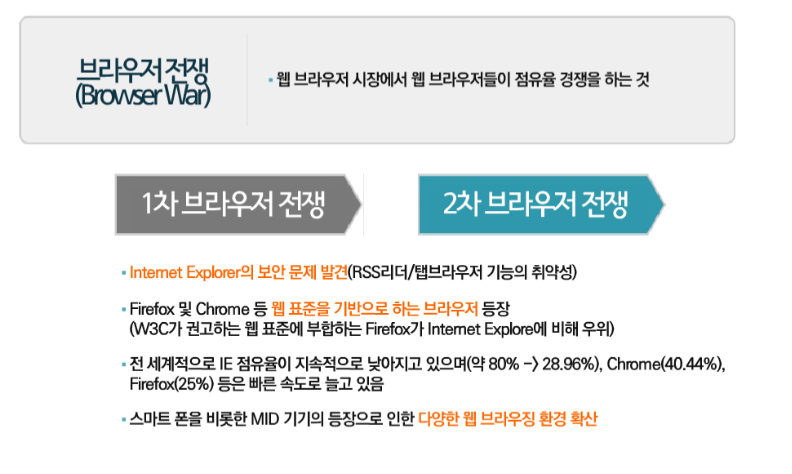 브라우저 전쟁
(Browser War)
▪ 웹 브라우저 시장에서 웹 브라우저들이 점유율 경쟁을 하는 것
1차 브라우저 전쟁
2차 브라우저 전쟁
▪ Internet Explorer의 보안 문제 발견(RSS리더/탭브라우저 기능의 취약성)
▪ Firefox 및 Chrome 등 웹 표준을 기반으로 하는 브라우저 등장
(W3C가 권고하는 웹 표준에 부합하는 Firefox가 Internet Explore에 비해 우위)
▪ 전 세계적으로 IE 점유율이 지속적으로 낮아지고 있으며(약 80% -> 28.96%), Chrome(40.44%),
Firefox(25%) 등은 빠른 속도로 늘고 있음
▪ 스마트 폰을 비롯한 MID 기기의 등장으로 인한 다양한 웹 브라우징 환경 확산